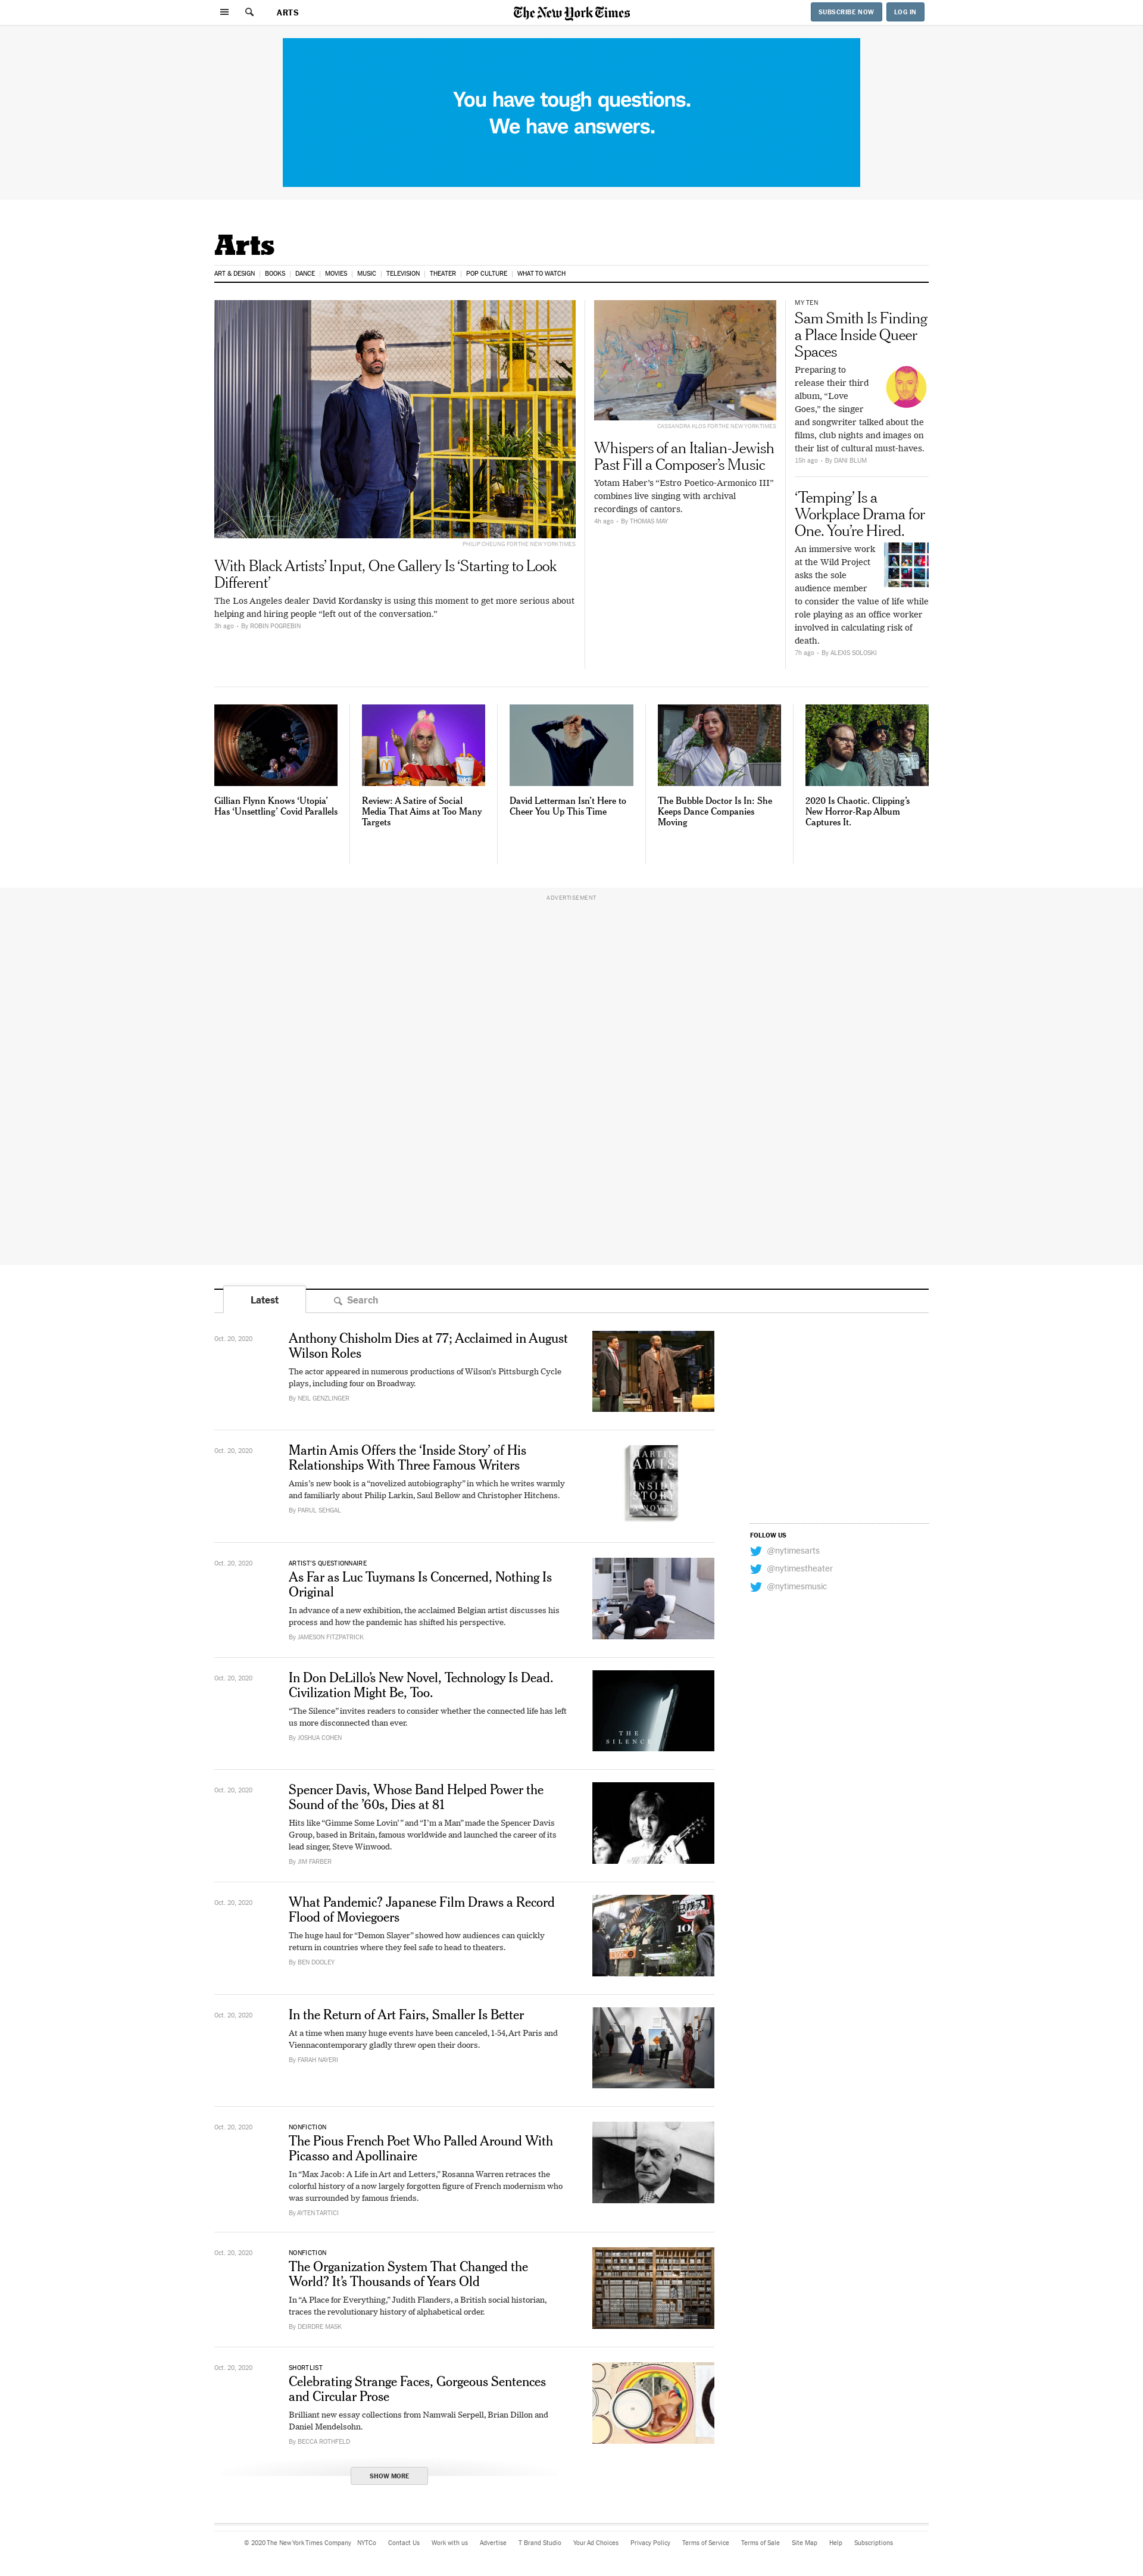 ARTS
The New York Times
SUBSCRIBE NOW
LOG IN
You have tough questions.
We have answers.
Arts
ART & DESIGN | BOOKS | DANCE | MOVIES | MUSIC | TELEVISION | THEATER | POP CULTURE | WHAT TO WATCH
PHILIP CHEUNG FOR THE NEW YORK TIMES
With Black Artists’ Input, One Gallery Is ‘Starting to Look
Different’
The Los Angeles dealer David Kordansky is using this moment to get more serious about
helping and hiring people “left out of the conversation.”
3h ago · By ROBIN POGREBIN
CASSANDRA KLOS FOR THE NEW YORK TIMES
Whispers of an Italian-Jewish
Past Fill a Composer’s Music
Yotam Haber’s “Estro Poetico-Armonico III”
combines live singing with archival
recordings of cantors.
4h ago · By THOMAS MAY
MY TEN
Sam Smith Is Finding
a Place Inside Queer
Spaces
Preparing to
release their third
album, “Love
Goes,” the singer
and songwriter talked about the
films, club nights and images on
their list of cultural must-haves.
15h ago · By DANI BLUM
‘Temping’ Is a
Workplace Drama for
One. You’re Hired.
An immersive work
at the Wild Project
asks the sole
audience member
to consider the value of life while
role playing as an office worker
involved in calculating risk of
death.
7h ago · By ALEXIS SOLOSKI
Gillian Flynn Knows ‘Utopia’
Has ‘Unsettling’ Covid Parallels
Review: A Satire of Social
Media That Aims at Too Many
Targets
David Letterman Isn’t Here to
Cheer You Up This Time
The Bubble Doctor Is In: She
Keeps Dance Companies
Moving
2020 Is Chaotic. Clipping’s
New Horror-Rap Album
Captures It.
ADVERTISEMENT
Latest
Search
Oct. 20, 2020
Anthony Chisholm Dies at 77; Acclaimed in August
Wilson Roles
The actor appeared in numerous productions of Wilson’s Pittsburgh Cycle
plays, including four on Broadway.
By NEIL GENZLINGER
Oct. 20, 2020
Martin Amis Offers the ‘Inside Story’ of His
Relationships With Three Famous Writers
Amis’s new book is a “novelized autobiography” in which he writes warmly
and familiarly about Philip Larkin, Saul Bellow and Christopher Hitchens.
By PARUL SEHGAL
MARTIN
AMIS
INSIDE
STORY
A NOVEL
FOLLOW US
@nytimesarts
@nytimestheater
@nytimesmusic
Oct. 20, 2020
ARTIST’S QUESTIONNAIRE
As Far as Luc Tuymans Is Concerned, Nothing Is
Original
In advance of a new exhibition, the acclaimed Belgian artist discusses his
process and how the pandemic has shifted his perspective.
By JAMESON FITZPATRICK
Oct. 20, 2020
In Don DeLillo’s New Novel, Technology Is Dead.
Civilization Might Be, Too.
“The Silence” invites readers to consider whether the connected life has left
us more disconnected than ever.
By JOSHUA COHEN
THE
SILENCE
Oct. 20, 2020
Spencer Davis, Whose Band Helped Power the
Sound of the ’60s, Dies at 81
Hits like “Gimme Some Lovin’ ” and “I’m a Man” made the Spencer Davis
Group, based in Britain, famous worldwide and launched the career of its
lead singer, Steve Winwood.
By JIM FARBER
Oct. 20, 2020
What Pandemic? Japanese Film Draws a Record
Flood of Moviegoers
The huge haul for “Demon Slayer” showed how audiences can quickly
return in countries where they feel safe to head to theaters.
By BEN DOOLEY
Oct. 20, 2020
In the Return of Art Fairs, Smaller Is Better
At a time when many huge events have been canceled, 1-54, Art Paris and
Viennacontemporary gladly threw open their doors.
By FARAH NAYERI
Oct. 20, 2020
NONFICTION
The Pious French Poet Who Palled Around With
Picasso and Apollinaire
In “Max Jacob: A Life in Art and Letters,” Rosanna Warren retraces the
colorful history of a now largely forgotten figure of French modernism who
was surrounded by famous friends.
By AYTEN TARTICI
Oct. 20, 2020
NONFICTION
The Organization System That Changed the
World? It’s Thousands of Years Old
In “A Place for Everything,” Judith Flanders, a British social historian,
traces the revolutionary history of alphabetical order.
By DEIRDRE MASK
Oct. 20, 2020
SHORTLIST
Celebrating Strange Faces, Gorgeous Sentences
and Circular Prose
Brilliant new essay collections from Namwali Serpell, Brian Dillon and
Daniel Mendelsohn.
By BECCA ROTHFELD
SHOW MORE
© 2020 The New York Times Company NYTCo Contact Us Work with us Advertise T Brand Studio Your Ad Choices Privacy Policy Terms of Service Terms of Sale Site Map Help Subscriptions